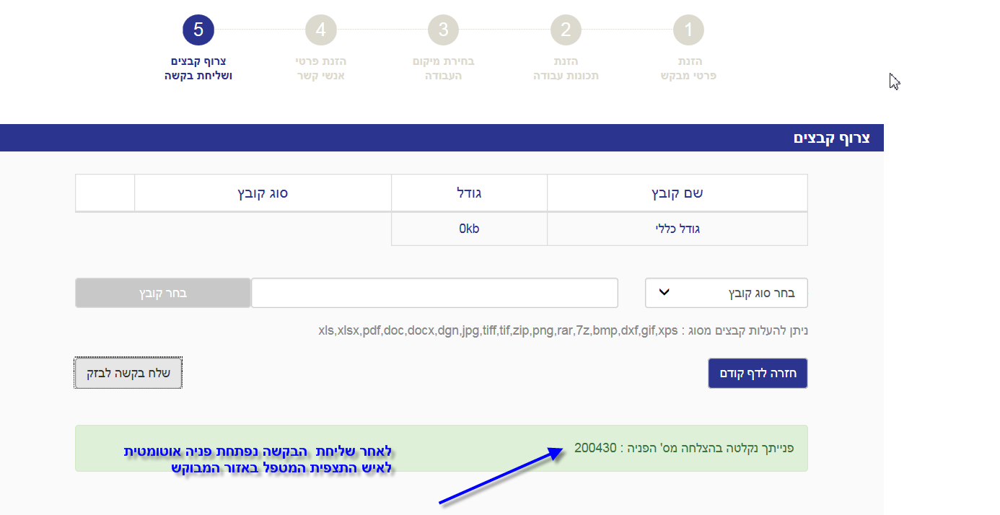 1
הזנת
פרטי מבקש
2
הזנת
תכונות עבודה
3
בחירת מיקום
העבודה
4
הזנת פרטי
אנשי קשר
5
צרוף קבצים
ושליחת בקשה
צרוף קבצים
שם קובץ גודל סוג קובץ
גודל כללי 0kb
בחר סוג קובץ בחר קובץ
ניתן להעלות קבצים מסוג : xls,xlsx,pdf,doc,docx,dgn,jpg,tiff,tif,zip,png,rar,7z,bmp,dxf,gif,xps
חזרה לדף קודם שלח בקשה לבזק
פנייתך נקלטה בהצלחה מס' הפניה : 200430
לאחר שליחת הבקשה נפתחת פניה אוטומטית
לאיש התצפית המטפל באזור המבוקש